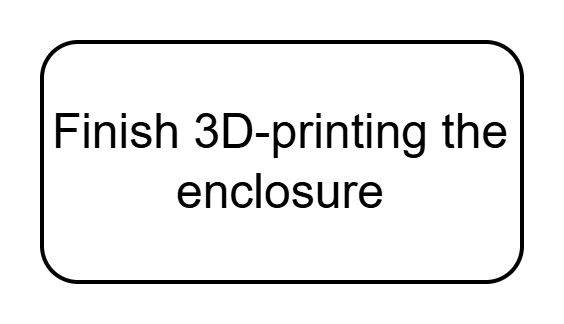 Finish 3D-printing the
enclosure